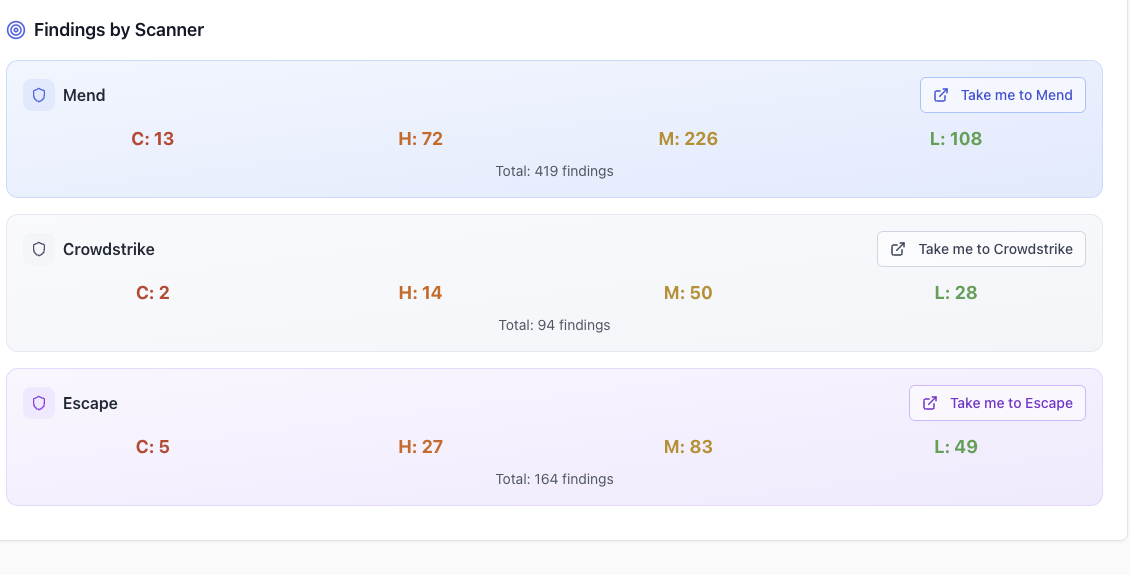 Findings by Scanner
Mend
Take me to Mend
C: 13 H: 72 M: 226 L: 108
Total: 419 findings
Crowdstrike
Take me to Crowdstrike
C: 2 H: 14 M: 50 L: 28
Total: 94 findings
Escape
Take me to Escape
C: 5 H: 27 M: 83 L: 49
Total: 164 findings